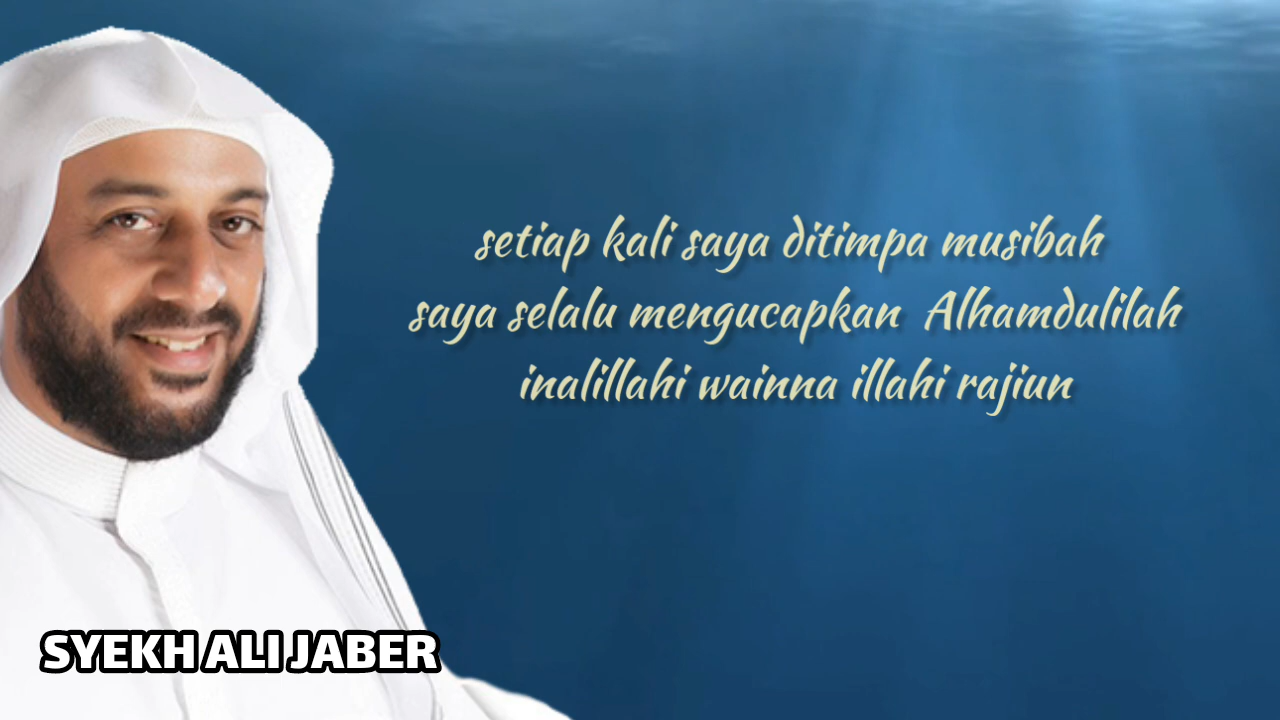 setiap kali saya ditimpa musibah
saya selalu mengucapkan Alhamdulilah
inalillahi wainna illahi rajiun
SYEKH ALI JABER